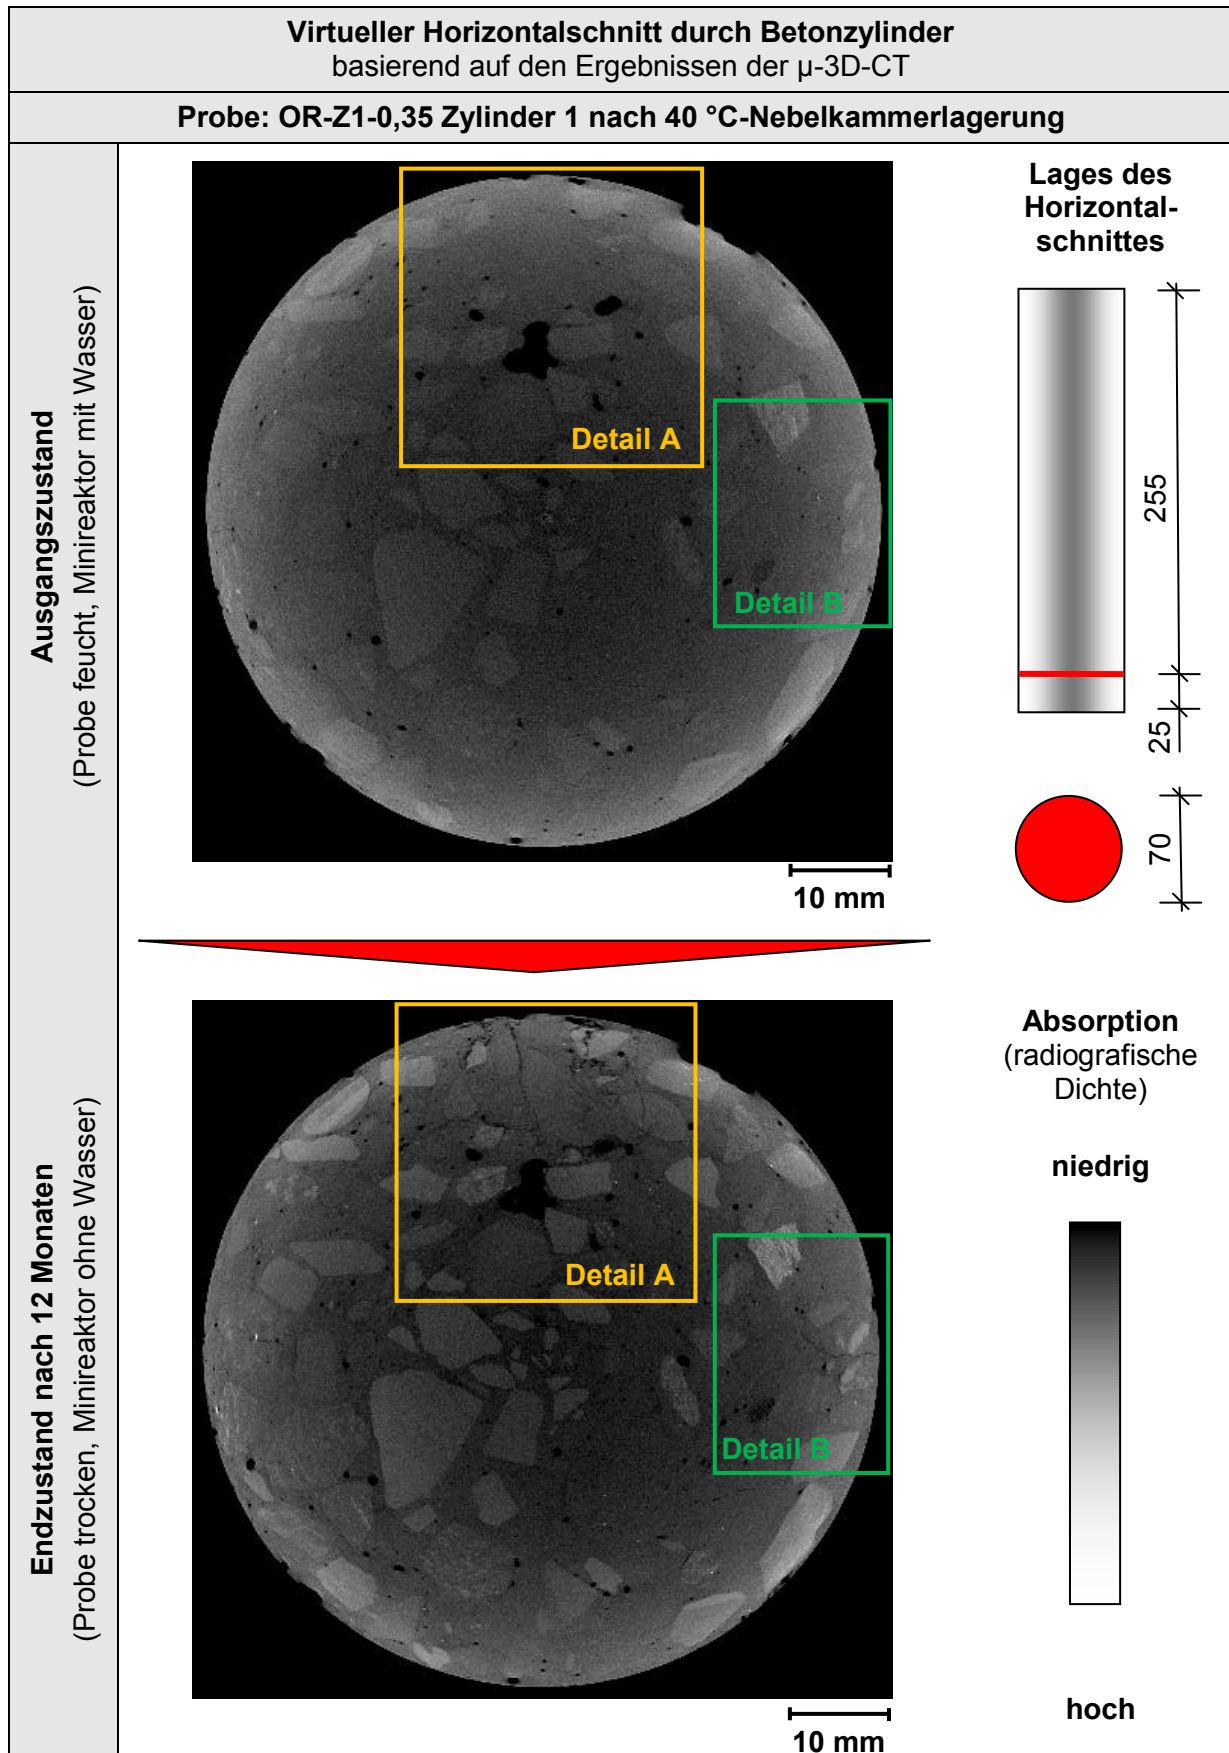 Virtueller Horizontalschnitt durch Betonzylinder
basierend auf den Ergebnissen der µ-3D-CT
Probe: OR-Z1-0,35 Zylinder 1 nach 40 °C-Nebelkammerlagerung
Ausgangszustand
(Probe feucht, Minireaktor mit Wasser)
Detail A
Detail B
10 mm
Lages des
Horizontal-
schnittes
255
25
70
Endzustand nach 12 Monaten
(Probe trocken, Minireaktor ohne Wasser)
Detail A
Detail B
10 mm
Absorption
(radiografische
Dichte)
niedrig
hoch